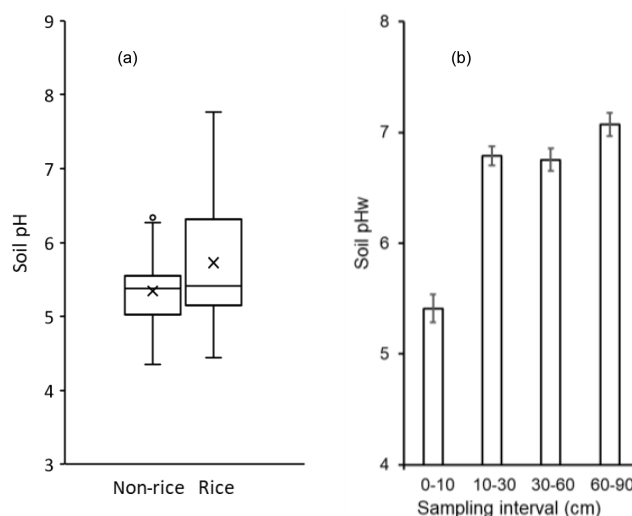 (a)
Soil pH
9
8
7
6
5
4
3
Non-rice Rice
(b)
Soil pHw
8
7
6
5
4
0-10 10-30 30-60 60-90
Sampling interval (cm)